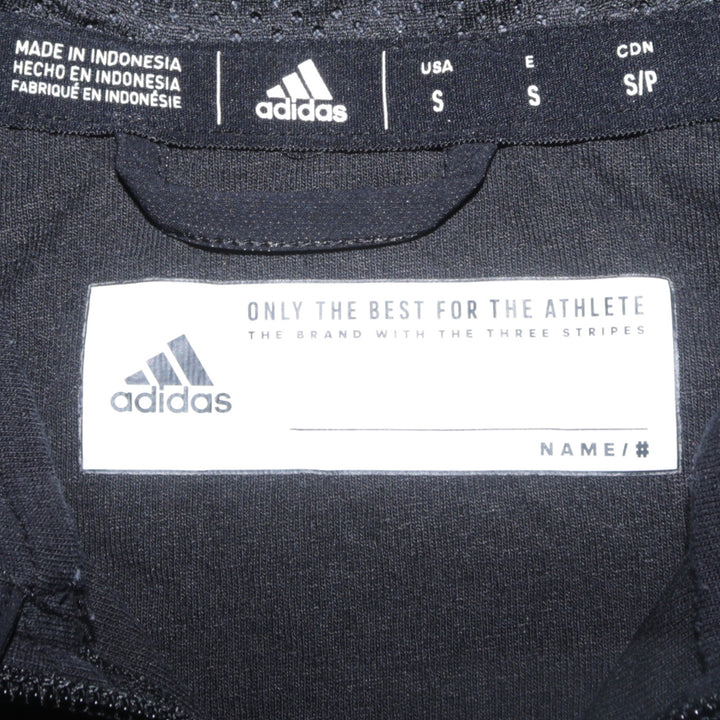 MADE IN INDONESIA
HECHO EN INDONESIA
FABRIQUÉ EN INDONÉSIE
adidas
USA
S
E
S
CDN
S/P
ONLY THE BEST FOR THE ATHLETE
THE BRAND WITH THE THREE STRIPES
adidas
NAME/#